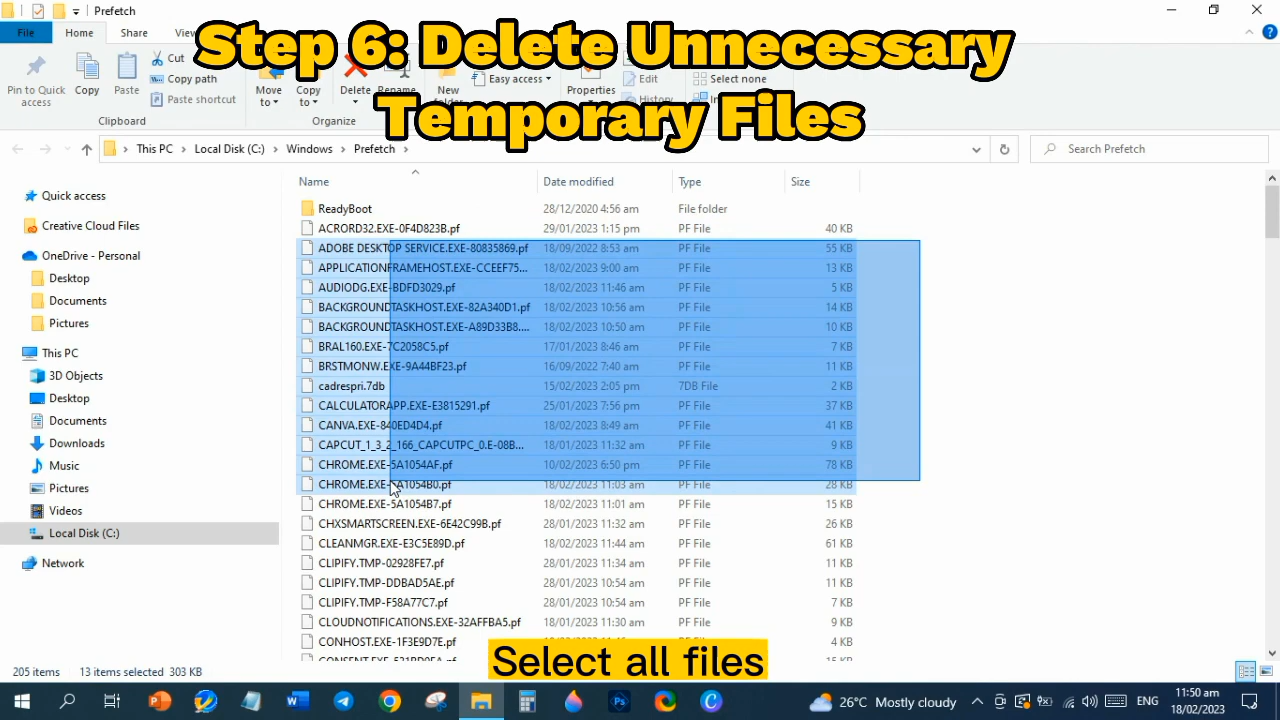 Prefetch
Step 6: Delete Unnecessary
Temporary Files
File
Home
Share
Pin to Quick
access
Copy
Paste
Cut
Copy path
Paste shortcut
Clipboard
Move
to
Copy
to
Delete
Rename
Organize
New
Easy access
Properties
Edit
History
Select none
This PC
Local Disk (C:)
Windows
Prefetch
Search Prefetch
Quick access
Creative Cloud Files
OneDrive - Personal
Desktop
Documents
Pictures
This PC
3D Objects
Desktop
Documents
Downloads
Music
Pictures
Videos
Local Disk (C:)
Network
Name Date modified Type Size
ReadyBoot 28/12/2020 4:56 am File folder
ACRORD32.EXE-0F4D823B.pf 29/01/2023 1:15 pm PF File 40 KB
ADOBE DESKTOP SERVICE.EXE-80835869.pf 18/09/2022 8:53 am PF File 55 KB
APPLICATIONFRAMEHOST.EXE-CCEEF75... 18/02/2023 9:00 am PF File 13 KB
AUDIODG.EXE-BDFD3029.pf 18/02/2023 11:46 am PF File 5 KB
BACKGROUNDTASKHOST.EXE-82A340D1.pf 18/02/2023 10:56 am PF File 14 KB
BACKGROUNDTASKHOST.EXE-A89D33B8.... 18/02/2023 10:50 am PF File 10 KB
BRAL160.EXE-7C2058C5.pf 17/01/2023 8:46 am PF File 7 KB
BRSTMONW.EXE-9A44BF23.pf 16/09/2022 7:40 am PF File 11 KB
cadrespri.7db 15/02/2023 2:05 pm 7DB File 2 KB
CALCULATORAPP.EXE-E3815291.pf 25/01/2023 7:56 pm PF File 37 KB
CANVA.EXE-840ED4D4.pf 18/02/2023 8:49 am PF File 41 KB
CAPCUT_1_3_2_166_CAPCUTPC_0.E-08B... 18/01/2023 11:32 am PF File 9 KB
CHROME.EXE-5A1054AF.pf 10/02/2023 6:50 pm PF File 78 KB
CHROME.EXE-5A1054B0.pf 18/02/2023 11:03 am PF File 28 KB
CHROME.EXE-5A1054B7.pf 18/02/2023 11:01 am PF File 15 KB
CHXSMARTSCREEN.EXE-6E42C99B.pf 28/01/2023 11:32 am PF File 26 KB
CLEANMGR.EXE-E3C5E89D.pf 18/02/2023 11:44 am PF File 61 KB
CLIPIFY.TMP-02928FE7.pf 28/01/2023 11:34 am PF File 11 KB
CLIPIFY.TMP-DDBAD5AE.pf 28/01/2023 10:54 am PF File 11 KB
CLIPIFY.TMP-F58A77C7.pf 28/01/2023 10:54 am PF File 7 KB
CLOUDNOTIFICATIONS.EXE-32AFFBA5.pf 18/01/2023 11:30 am PF File 9 KB
CONHOST.EXE-1F3E9D7E.pf PF File 4 KB
Select all files
205 items 13 items selected 303 KB
26°C Mostly cloudy
ENG
11:50 am
18/02/2023